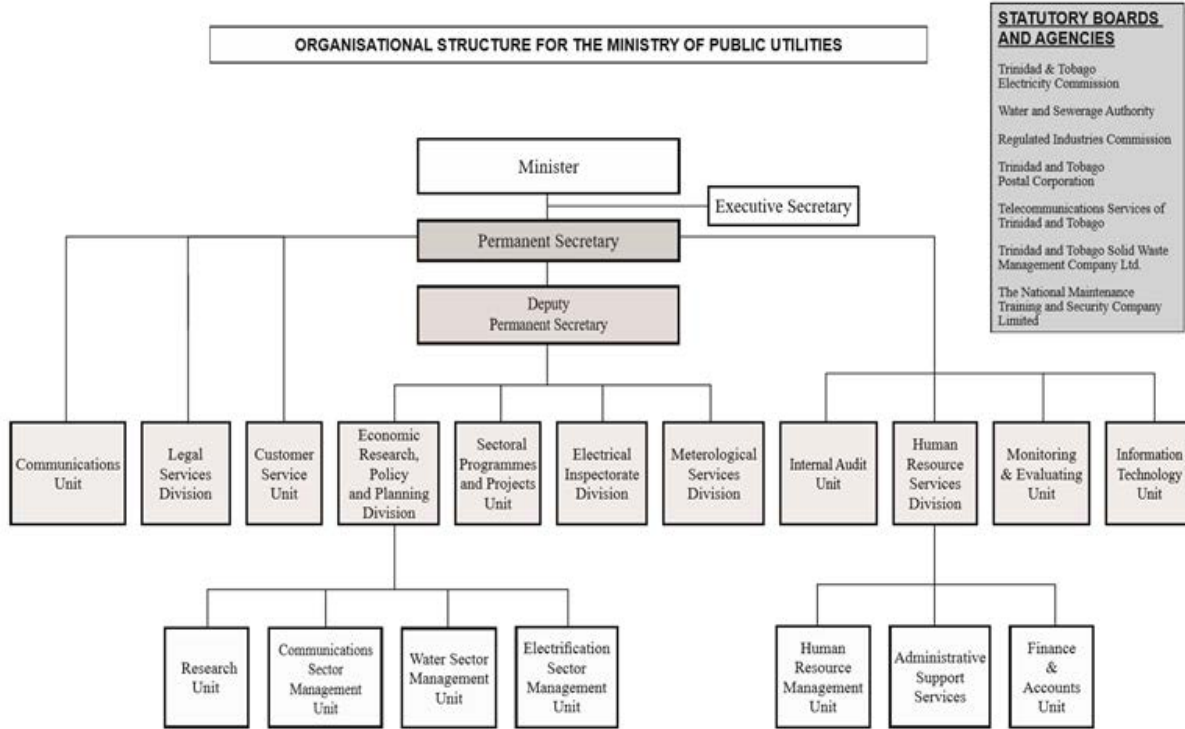 ORGANISATIONAL STRUCTURE FOR THE MINISTRY OF PUBLIC UTILITIES
STATUTORY BOARDS
AND AGENCIES
Trinidad & Tobago
Electricity Commission
Water and Sewerage Authority
Regulated Industries Commission
Trinidad and Tobago
Postal Corporation
Telecommunications Services of
Trinidad and Tobago
Trinidad and Tobago Solid Waste
Management Company Ltd.
The National Maintenance
Training and Security Company
Limited
Minister
Executive Secretary
Permanent Secretary
Deputy
Permanent Secretary
Communications
Unit
Legal
Services
Division
Customer
Service
Unit
Economic
Research,
Policy
and Planning
Division
Sectoral
Programmes
and Projects
Unit
Electrical
Inspectorate
Division
Meterological
Services
Division
Internal Audit
Unit
Human
Resource
Services
Division
Monitoring
& Evaluating
Unit
Information
Technology
Unit
Research
Unit
Communications
Sector
Management
Unit
Water Sector
Management
Unit
Electrification
Sector
Management
Unit
Human
Resource
Management
Unit
Administrative
Support
Services
Finance
&
Accounts
Unit